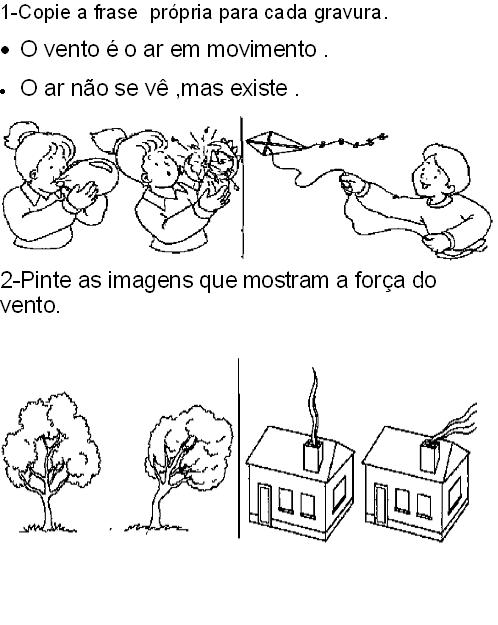 1-Copie a frase própria para cada gravura.
• O vento é o ar em movimento .
• O ar não se vê ,mas existe .
2-Pinte as imagens que mostram a força do
vento.